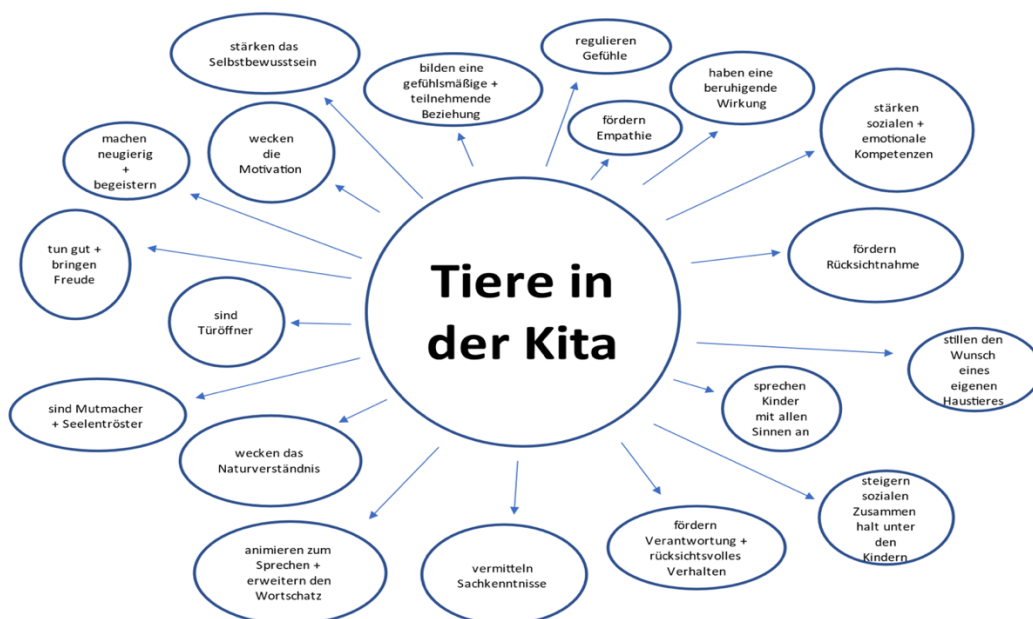 stärken das
Selbstbewusstsein
bilden eine
gefühlsmäßige +
teilnehmende
Beziehung
regulieren
Gefühle
haben eine
beruhigende
Wirkung
fördern
Empathie
stärken
sozialen +
emotionale
Kompetenzen
machen
neugierig
+
begeistern
wecken
die
Motivation
tun gut +
bringen
Freude
Tiere in
der Kita
fördern
Rücksichtnahme
sind
Türöffner
stillen den
Wunsch
eines
eigenen
Haustieres
sprechen
Kinder
mit allen
Sinnen an
sind Mutmacher
+ Seelentröster
wecken das
Naturverständnis
steigern
sozialen
Zusammen
halt unter
den
Kindern
animieren zum
Sprechen +
erweitern den
Wortschatz
vermitteln
Sachkenntnisse
fördern
Verantwortung +
rücksichtsvolles
Verhalten